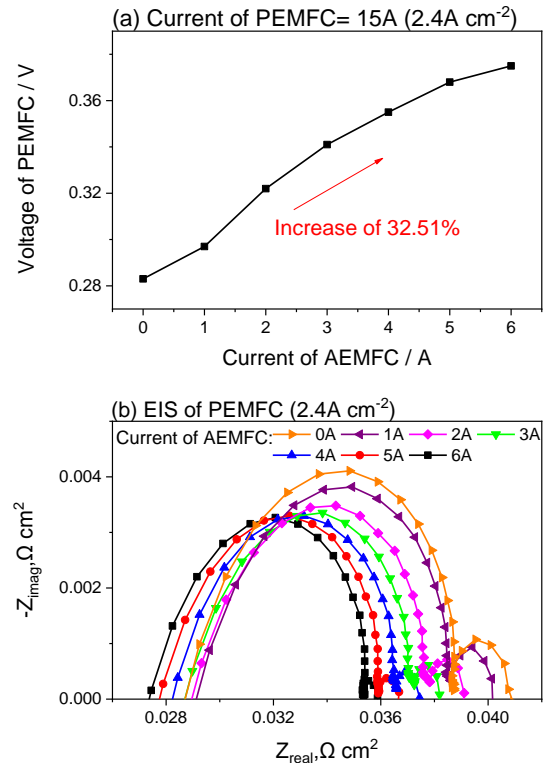 (a) Current of PEMFC= 15A (2.4A cm⁻²)
0.36
0.32
0.28
Voltage of PEMFC / V
Increase of 32.51%
0 1 2 3 4 5 6
Current of AEMFC / A
(b) EIS of PEMFC (2.4A cm⁻²)
Current of AEMFC: 0A 1A 2A 3A
4A 5A 6A
0.004
0.002
0.000
-Z_imag,Ω cm²
0.028 0.032 0.036 0.040
Z_real,Ω cm²